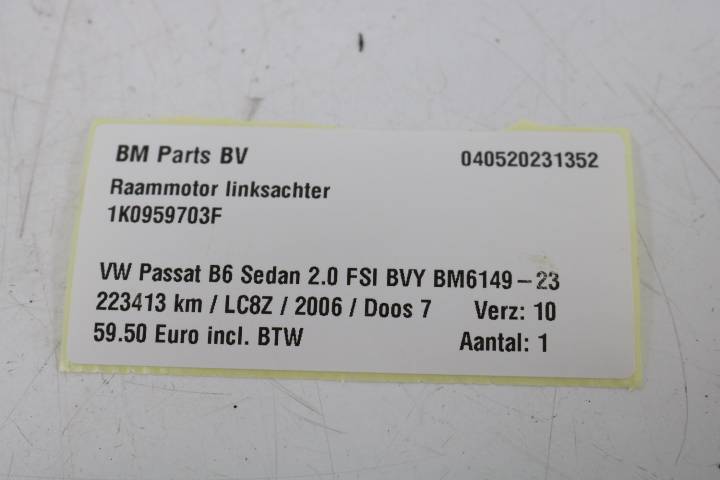 BM Parts BV 040520231352
Raammotor linksachter
1K0959703F
VW Passat B6 Sedan 2.0 FSI BVY BM6149-23
223413 km / LC8Z / 2006 / Doos 7 Verz: 10
59.50 Euro incl. BTW Aantal: 1